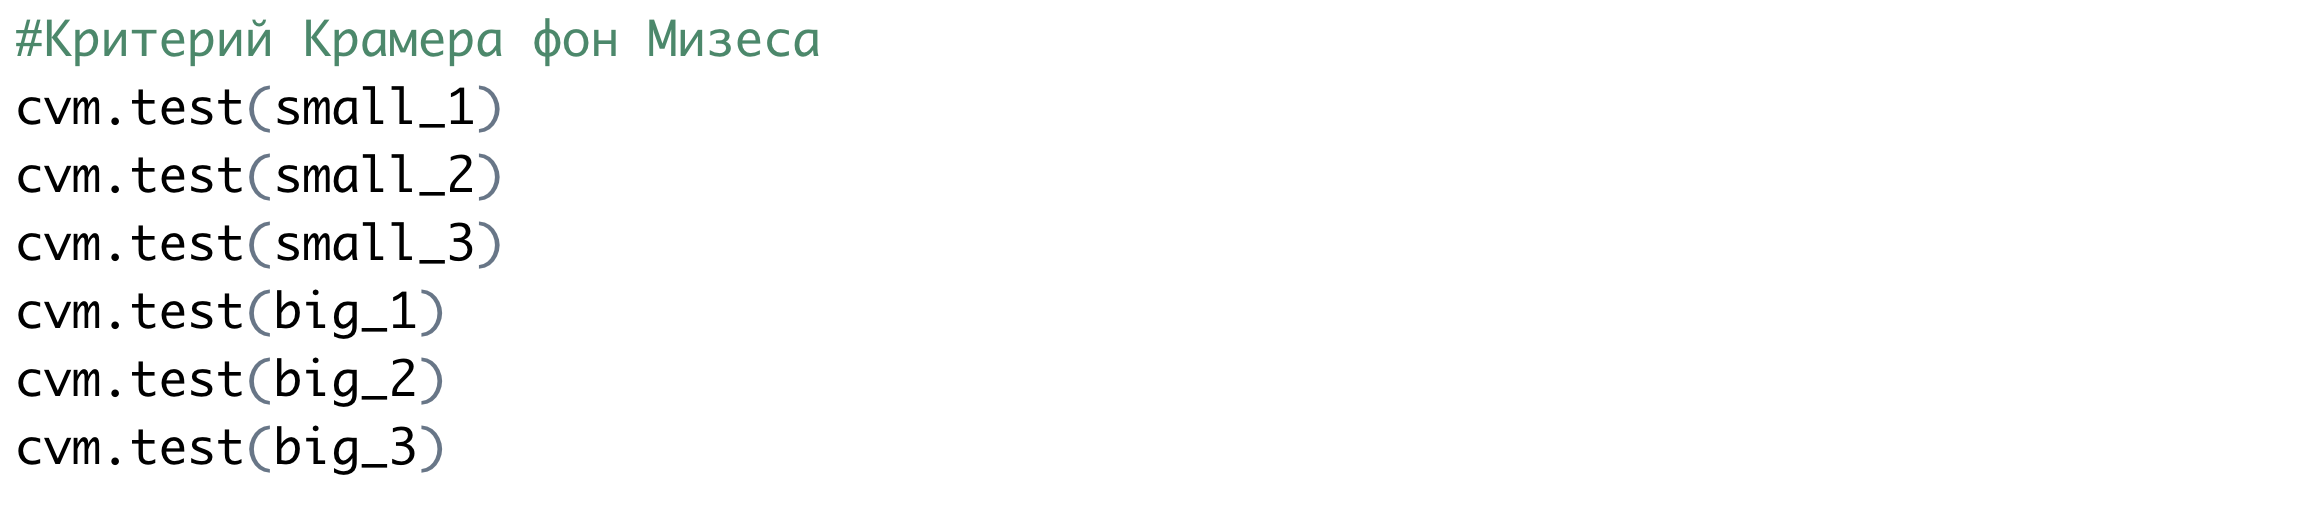 #Критерий Крамера фон Мизеса
cvm.test(small_1)
cvm.test(small_2)
cvm.test(small_3)
cvm.test(big_1)
cvm.test(big_2)
cvm.test(big_3)